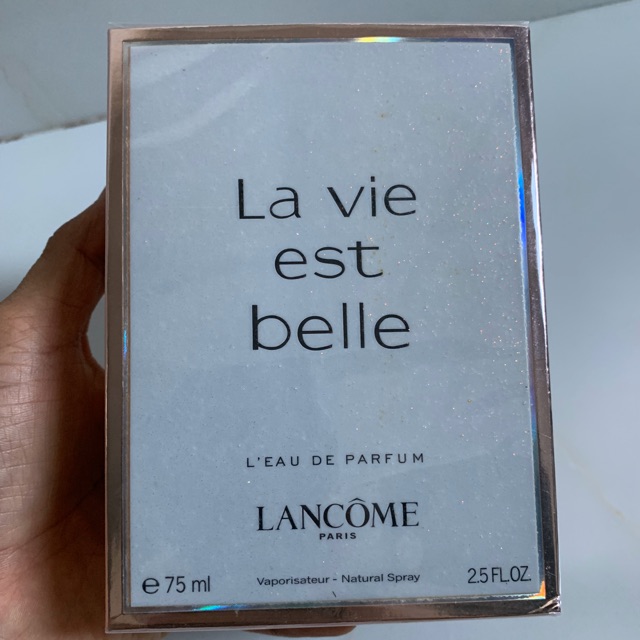 La vie
est
belle
L'EAU DE PARFUM
LANCÔME
PARIS
e 75 ml Vaporisateur - Natural Spray 2.5 FL.OZ.